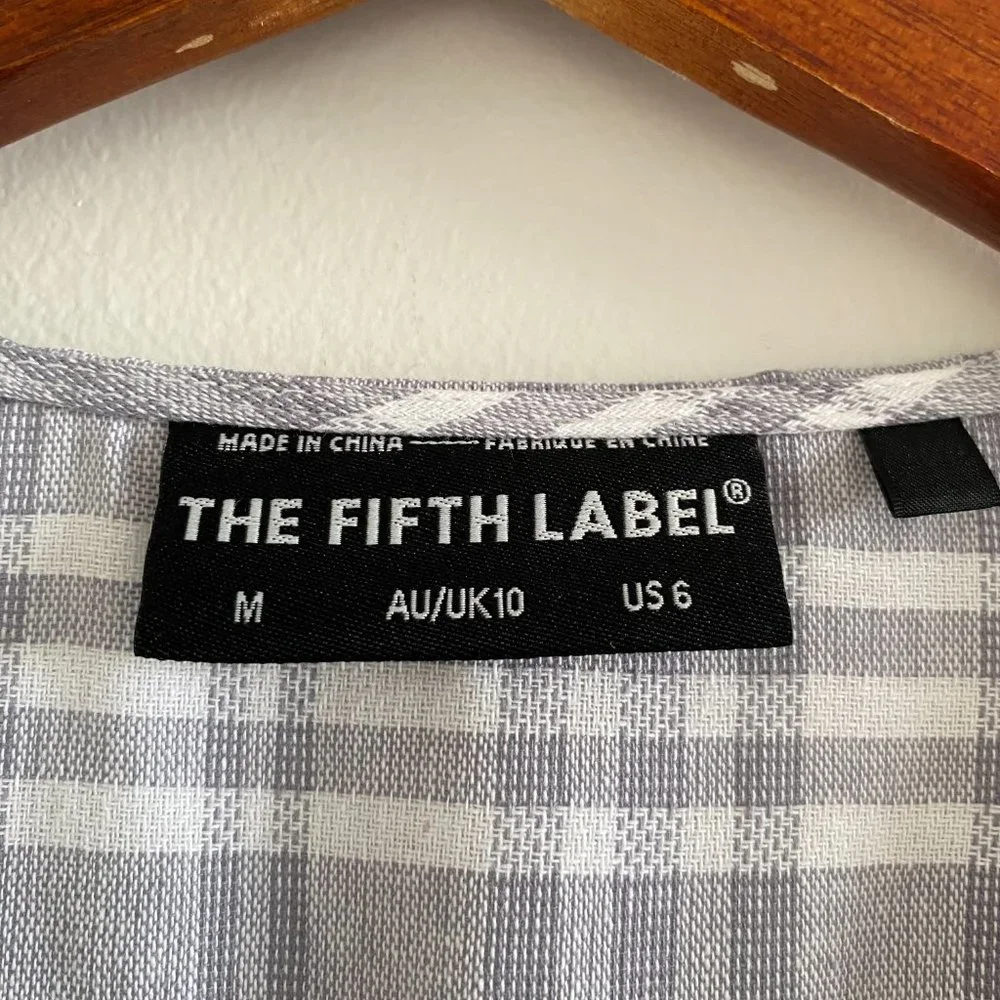 MADE IN CHINA — FABRIQUE EN CHINE
THE FIFTH LABEL®
M AU/UK10 US 6